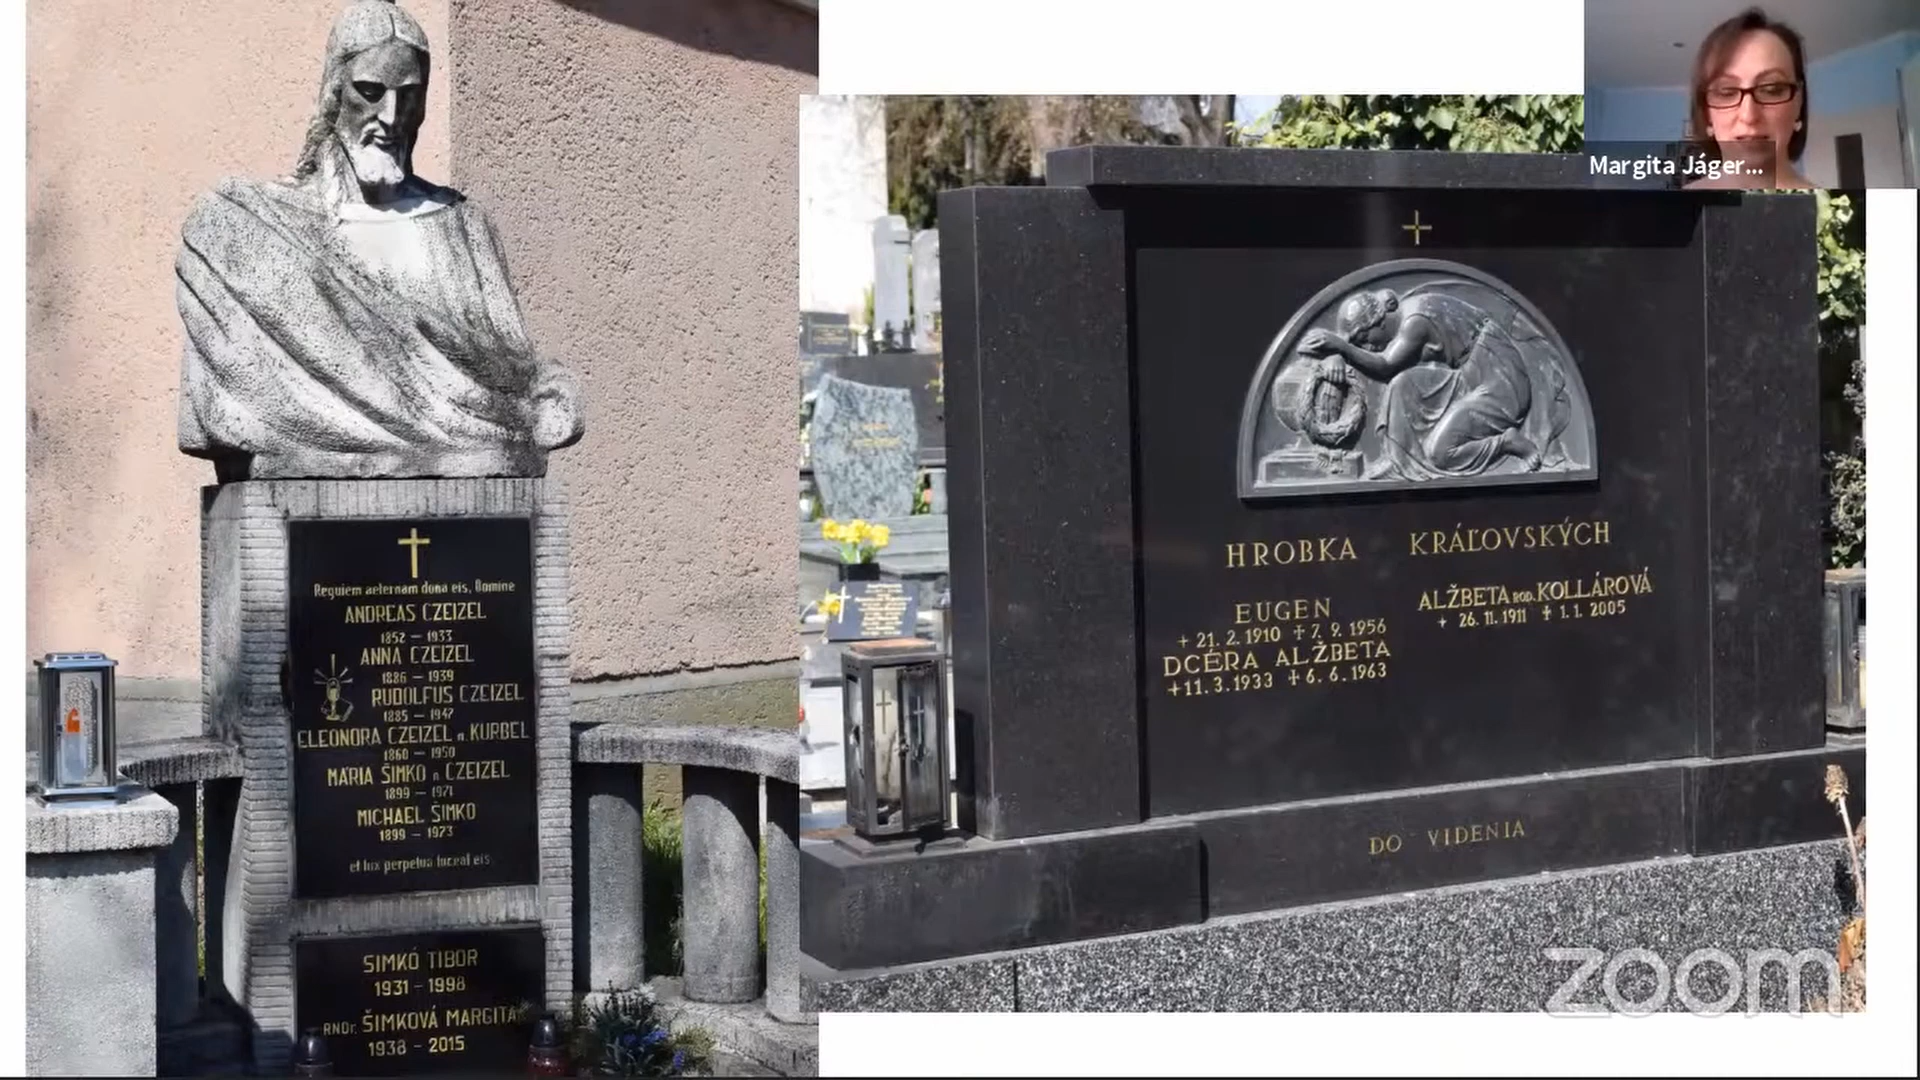 Requiem aeternam dona eis, Domine
ANDREAS CZEIZEL
1852 – 1933
ANNA CZEIZEL
1886 – 1939
RUDOLFUS CZEIZEL
1885 – 1947
ELEONORA CZEIZEL n. KURBEL
1860 – 1950
MÁRIA ŠIMKO n CZEIZEL
1899 – 1971
MICHAEL ŠIMKO
1899 – 1973
et lux perpetua luceat eis.
SIMKÓ TIBOR
1931 – 1998
RNDr. ŠIMKOVÁ MARGITA
1938 – 2015
HROBKA KRÁĽOVSKÝCH
EUGEN
+ 21. 2. 1910 ✝ 7. 9. 1956
DCÉRA ALŽBETA
+ 11. 3. 1933 ✝ 6. 6. 1963
ALŽBETA ROD. KOLLÁROVÁ
+ 26. 11. 1911 ✝ 1. 1. 2005
DO VIDENIA
Margita Jáger...
zoom